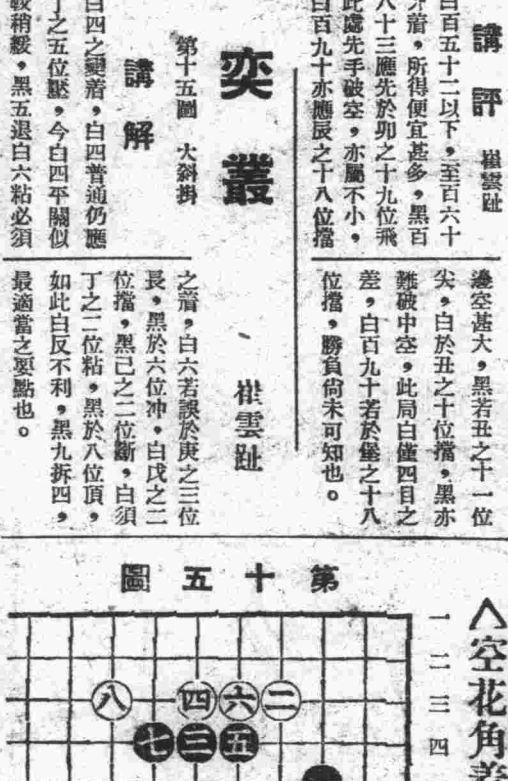 講評　崔雲趾
白百五十二以下，至百六十
着，所得便宜甚多，黑百
八十三應先於卯之十九位飛
此處先手破空，亦屬不小，
白百九十亦應辰之十八位擋
邊空甚大，黑若丑之十一位
尖，白於丑之十位擋，黑亦
難破中空，此局白僅四目之
差，白百九十若於之十八
位擋，勝負尙未可知也。
奕叢
崔雲趾
第十五圖　大斜掛
講解
白四之變着，白四普通仍應
丁之五位壓，今白四平關似
較稍緩，黑五退白六粘必須
之着，白六若誤於庚之三位
長，黑於六位冲，白戊之二
位擋，黑己之二位斷，白須
丁之二位粘，黑於八位頂，
如此白反不利，黑九拆四，
最適當之要點也。
第十五圖
一
二
三
四
八 四 六 二
七 三 五
空花角